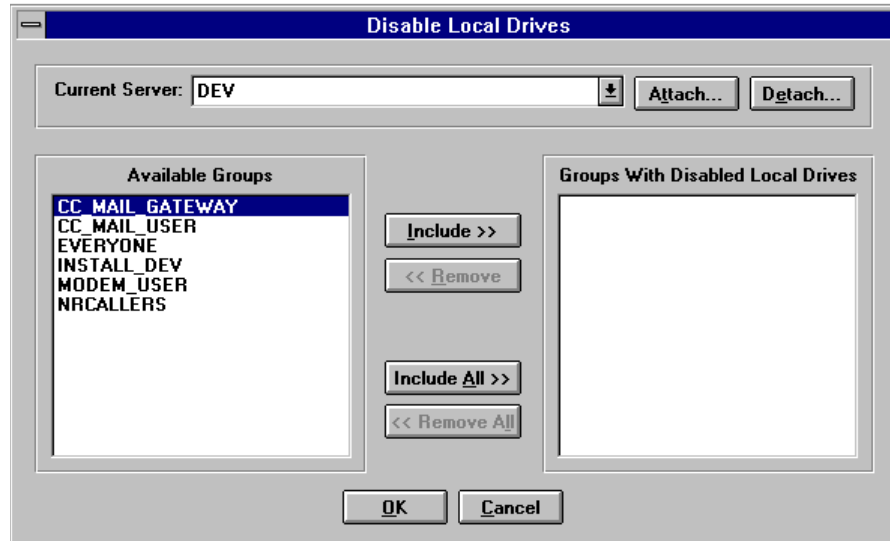 Disable Local Drives
Current Server: DEV Attach... Detach...
Available Groups
CC_MAIL_GATEWAY
CC_MAIL_USER
EVERYONE
INSTALL_DEV
MODEM_USER
NRCALLERS
Include >>
<< Remove
Include All >>
<< Remove All
Groups With Disabled Local Drives
OK Cancel